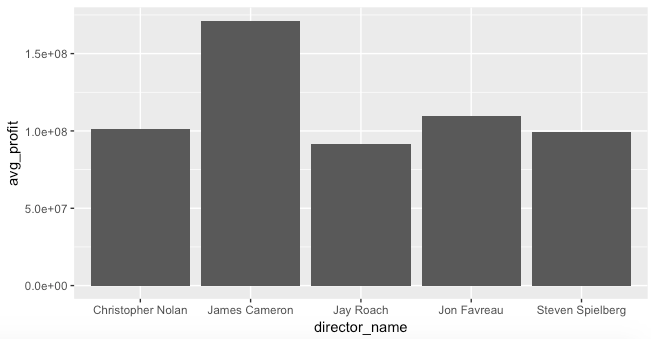 avg_profit
1.5e+08
1.0e+08
5.0e+07
0.0e+00
Christopher Nolan James Cameron Jay Roach Jon Favreau Steven Spielberg
director_name